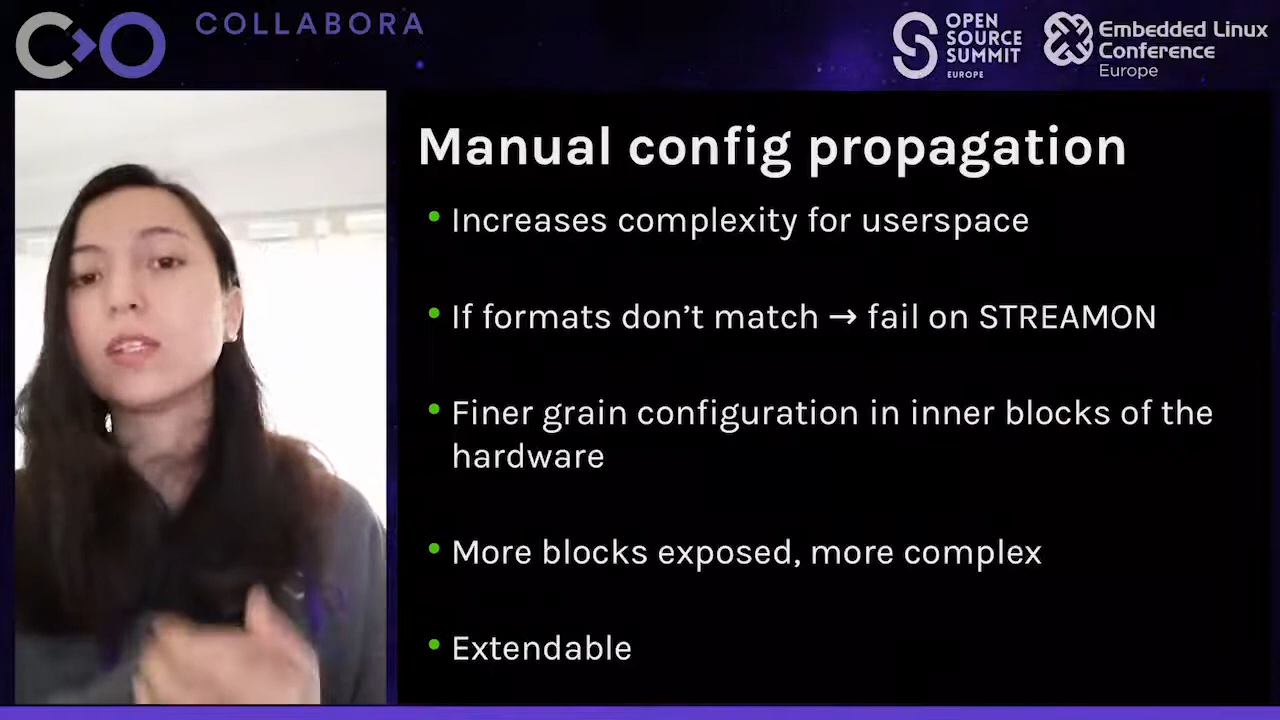 COLLABORA
OPEN
SOURCE
SUMMIT
EUROPE
Embedded Linux
Conference
Europe
Manual config propagation
• Increases complexity for userspace
• If formats don’t match → fail on STREAMON
• Finer grain configuration in inner blocks of the
hardware
• More blocks exposed, more complex
• Extendable